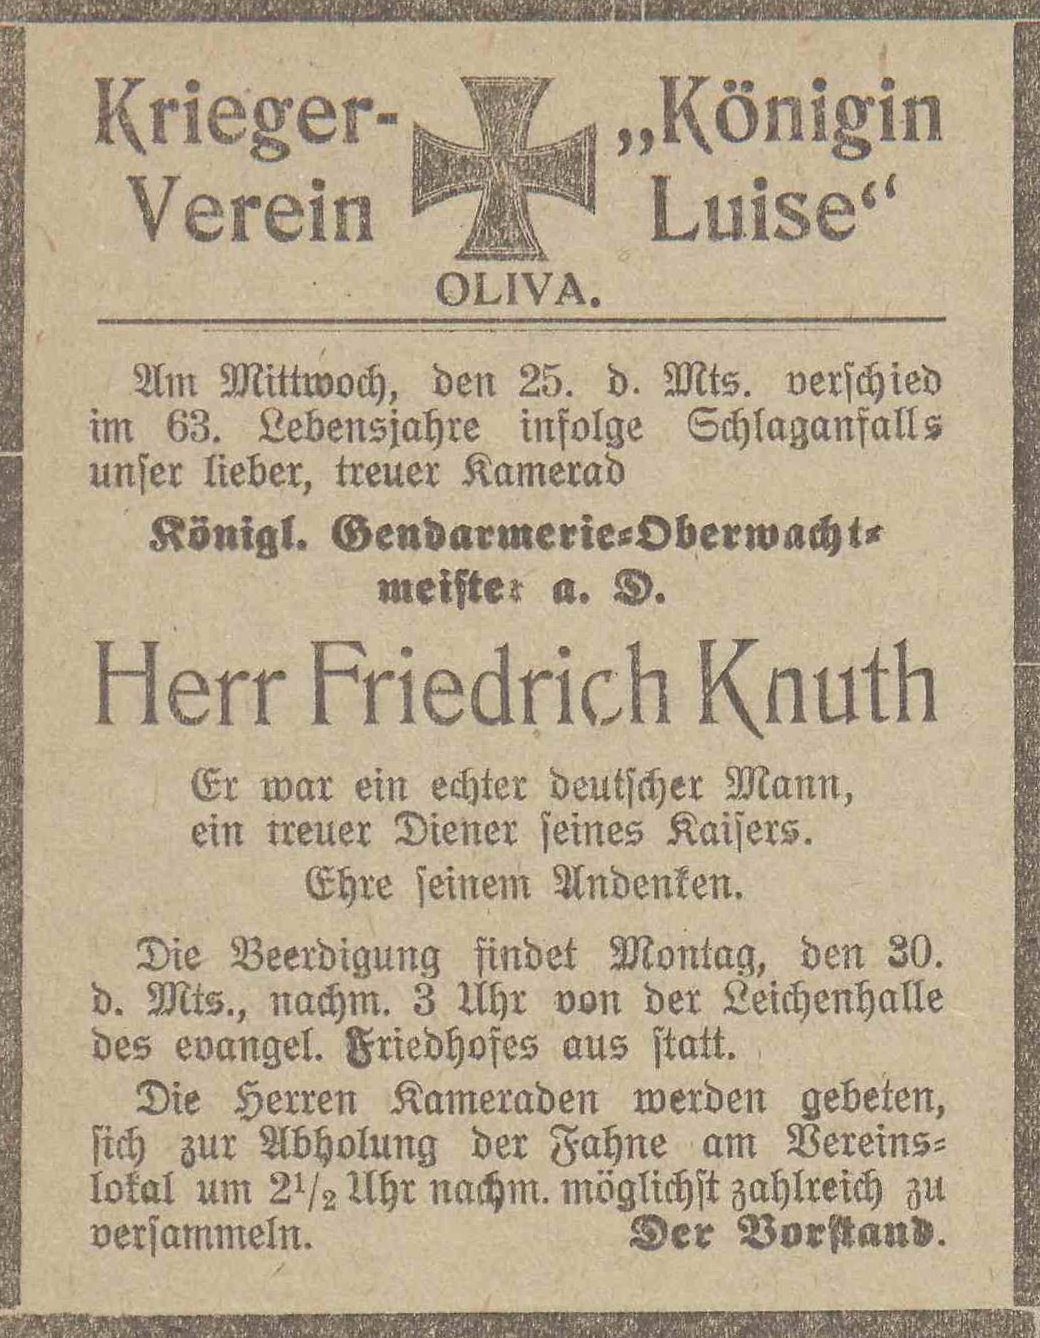 Krieger- „Königin
Verein Luise“
OLIVA.
Am Mittwoch, den 25. d. Mts. verschied
im 63. Lebensjahre infolge Schlaganfalls
unser lieber, treuer Kamerad
Königl. Gendarmerie-Oberwacht-
meister a. D.
Herr Friedrich Knuth
Er war ein echter deutscher Mann,
ein treuer Diener seines Kaisers.
Ehre seinem Andenken.
Die Beerdigung findet Montag, den 30.
d. Mts., nachm. 3 Uhr von der Leichenhalle
des evangel. Friedhofes aus statt.
Die Herren Kameraden werden gebeten,
sich zur Abholung der Fahne am Vereins-
lokal um 2½ Uhr nachm. möglichst zahlreich zu
versammeln. Der Vorstand.